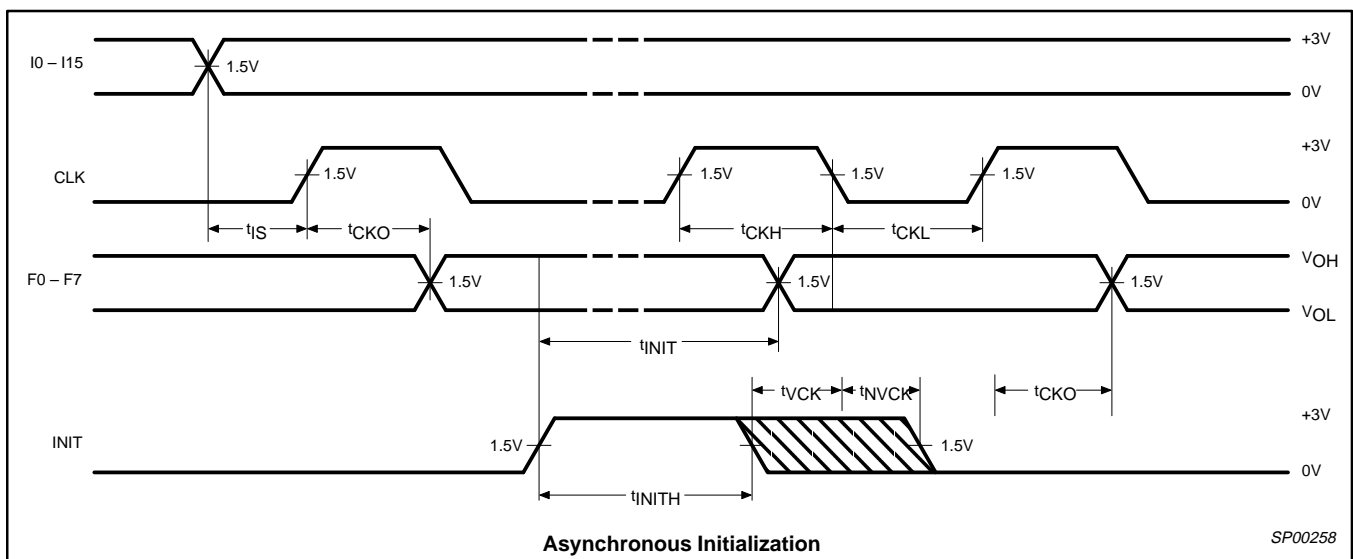 I0 – I15
1.5V
+3V
0V
CLK
1.5V
1.5V
1.5V
1.5V
+3V
0V
tIS
tCKO
tCKH
tCKL
F0 – F7
1.5V
1.5V
1.5V
VOH
VOL
tINIT
tVCK
tNVCK
tCKO
INIT
1.5V
1.5V
+3V
0V
tINITH
Asynchronous Initialization
SP00258